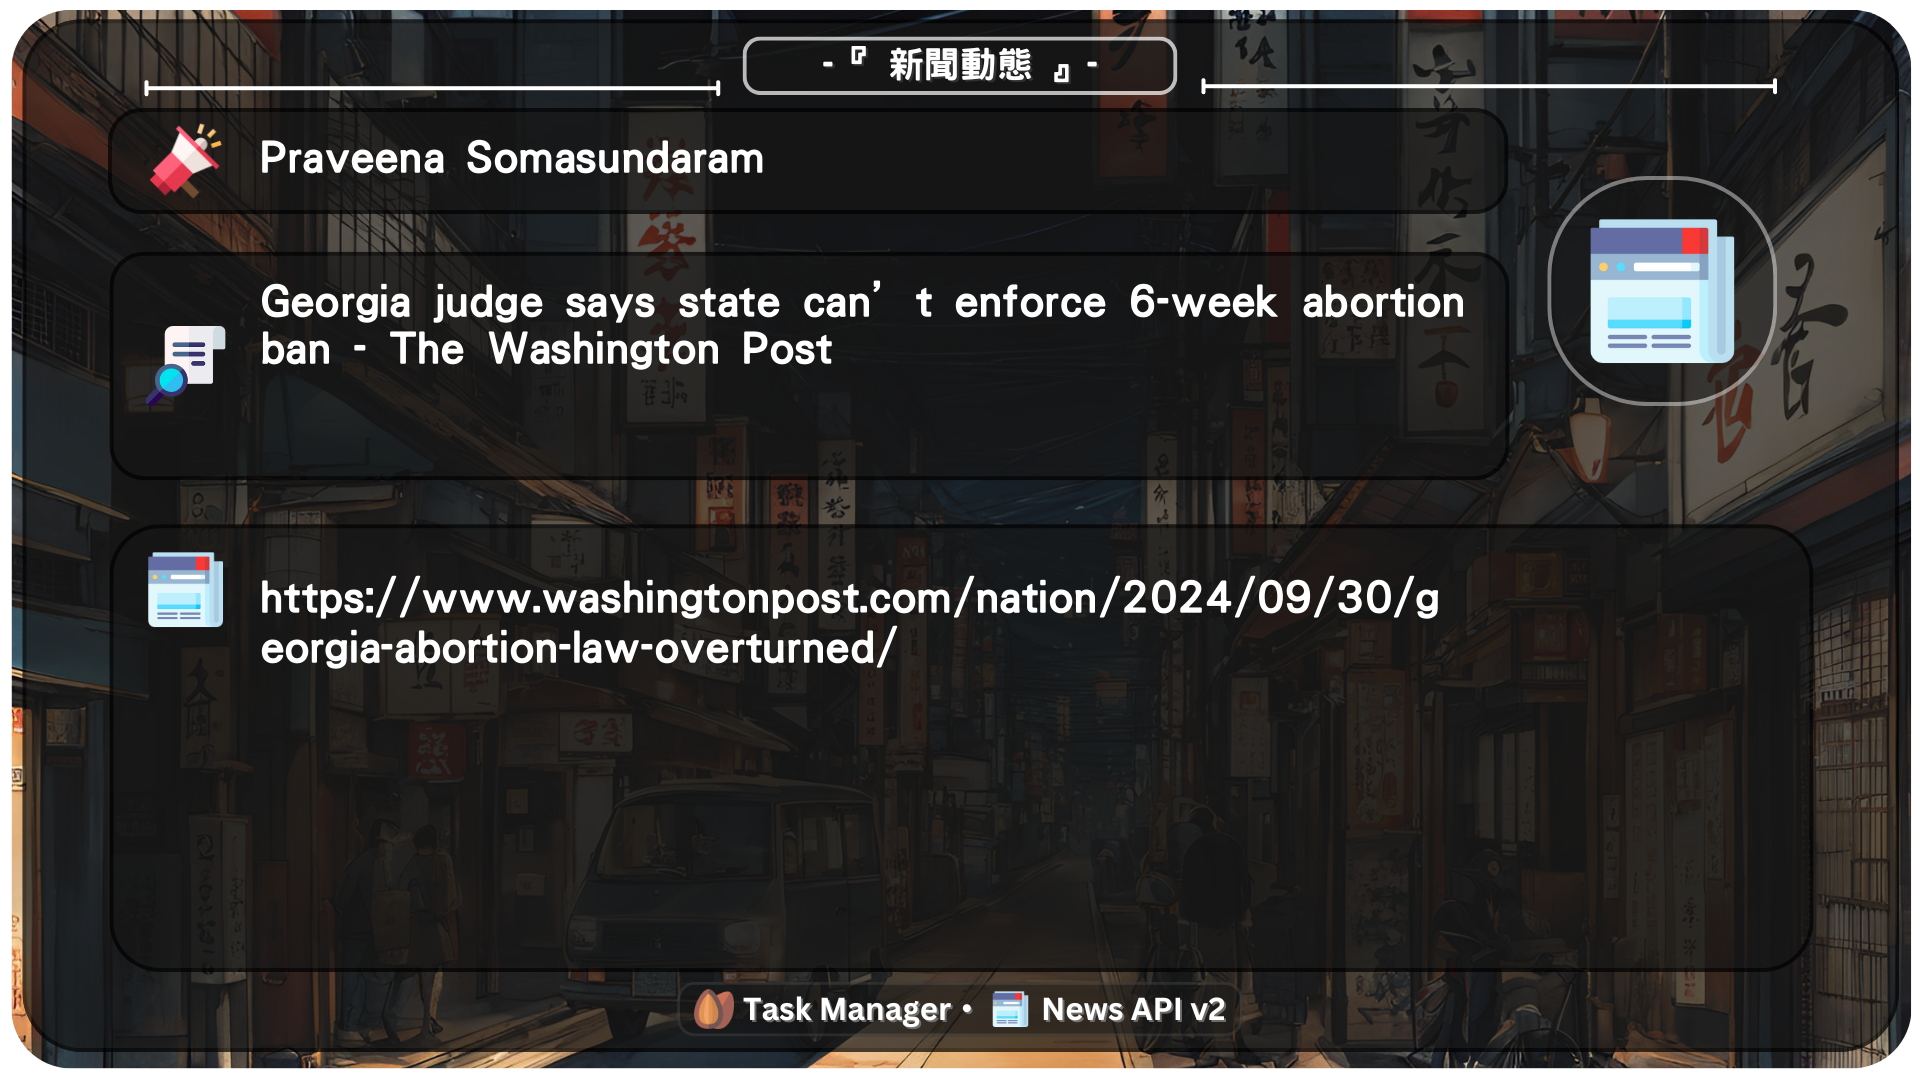 -『 新聞動態 』-
Praveena Somasundaram
Georgia judge says state can’t enforce 6-week abortion
ban - The Washington Post
https://www.washingtonpost.com/nation/2024/09/30/g
eorgia-abortion-law-overturned/
Task Manager • News API v2